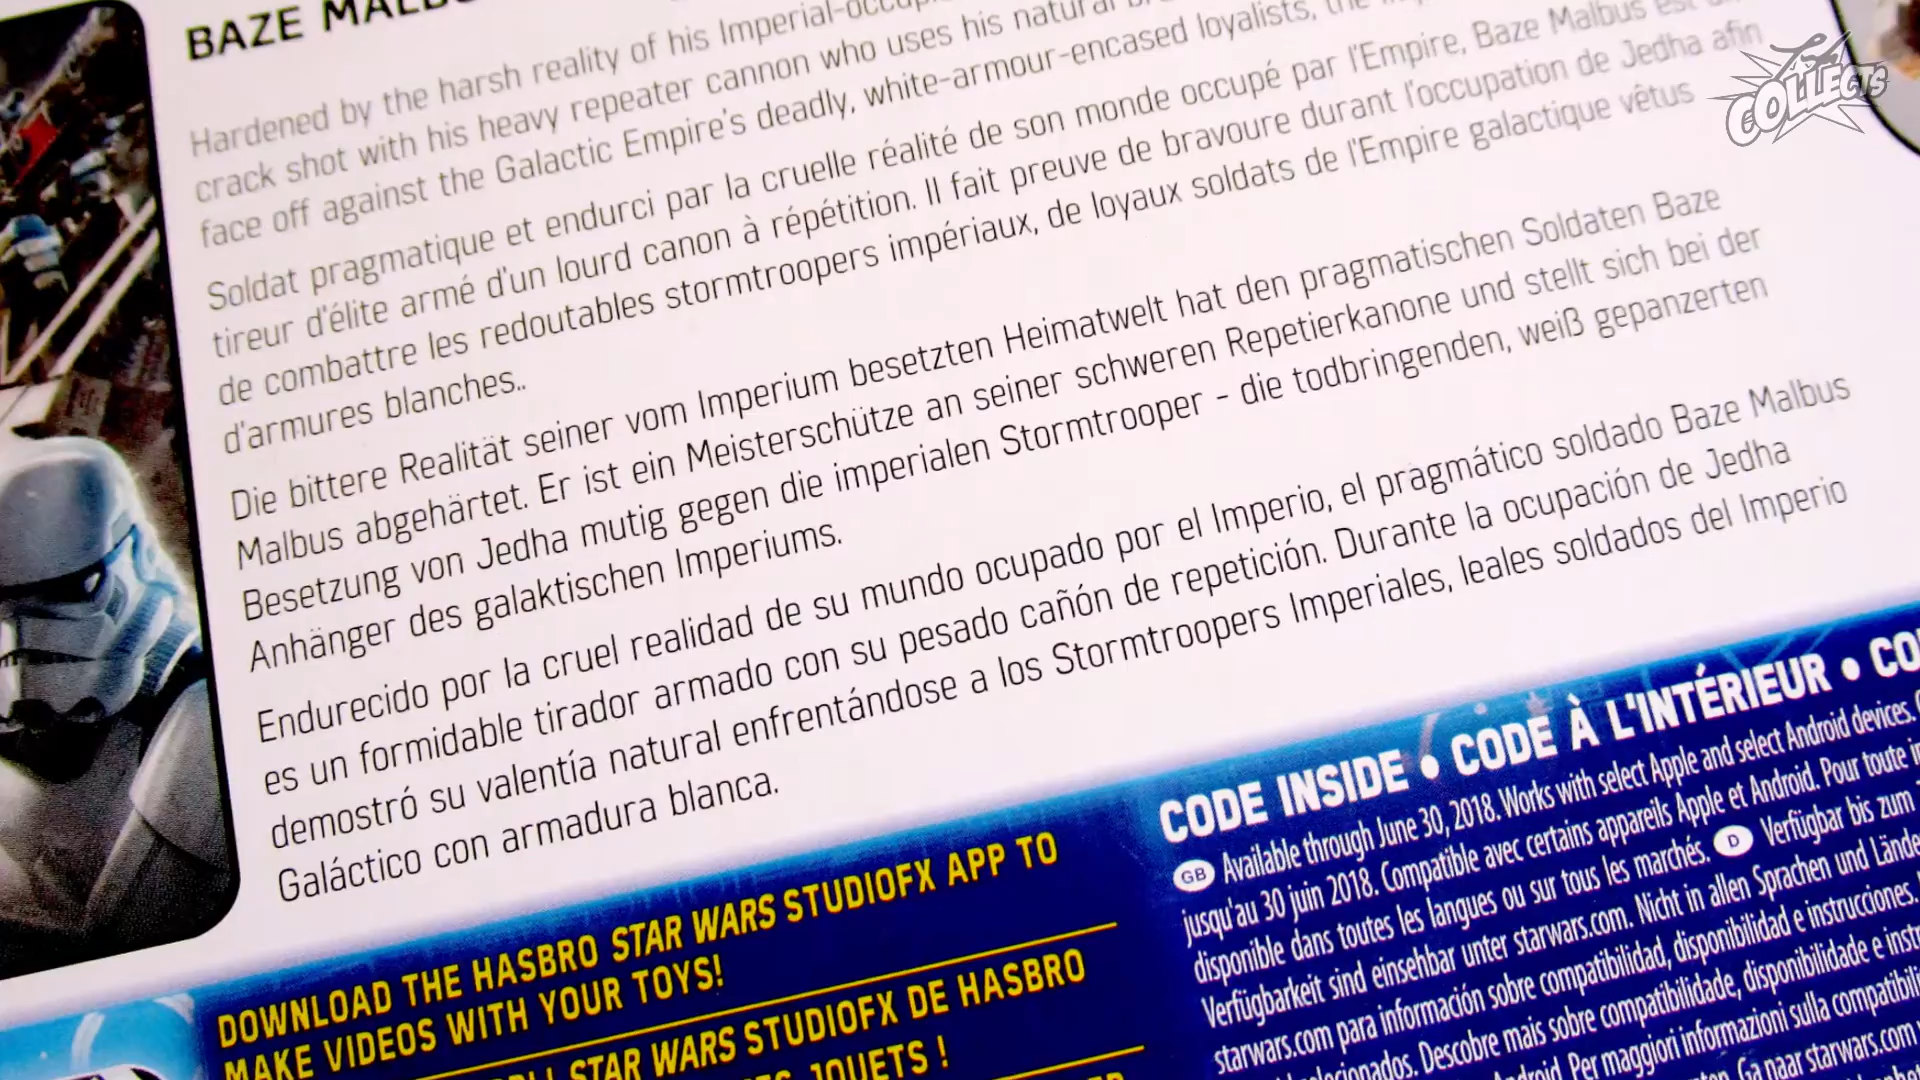 BAZE
COLLECTS
Hardened by the harsh reality of his
crack shot with his heavy repeater cannon who uses his natural
face off against the Galactic Empire's deadly, white-armour-encased loyalists,
Soldat pragmatique et endurci par la cruelle réalité de son monde occupé par l'Empire, Baze Malbus est
tireur d'élite armé d'un lourd canon à répétition. Il fait preuve de bravoure durant l'occupation de Jedha afin
de combattre les redoutables stormtroopers impériaux, de loyaux soldats de l'Empire galactique vêtus
d'armures blanches..
Die bittere Realität seiner vom Imperium besetzten Heimatwelt hat den pragmatischen Soldaten Baze
Malbus abgehärtet. Er ist ein Meisterschütze an seiner schweren Repetierkanone und stellt sich bei der
Besetzung von Jedha mutig gegen die imperialen Stormtrooper - die todbringenden, weiß gepanzerten
Anhänger des galaktischen Imperiums.
Endurecido por la cruel realidad de su mundo ocupado por el Imperio, el pragmático soldado Baze Malbus
es un formidable tirador armado con su pesado cañón de repetición. Durante la ocupación de Jedha
demostró su valentía natural enfrentándose a los Stormtroopers Imperiales, leales soldados del Imperio
Galáctico con armadura blanca.
DOWNLOAD THE HASBRO STAR WARS STUDIOFX APP TO
MAKE VIDEOS WITH YOUR TOYS!
STAR WARS STUDIOFX DE HASBRO
JOUETS !
CODE INSIDE • CODE À L'INTÉRIEUR •
GB Available through June 30, 2018. Works with select Apple and select Android devices.
jusqu'au 30 juin 2018. Compatible avec certains appareils Apple et Android. Pour toute
disponible dans toutes les langues ou sur tous les marchés. D Verfügbar bis zum
Verfügbarkeit sind einsehbar unter starwars.com. Nicht in allen Sprachen und
starwars.com para información sobre compatibilidad, disponibilidad e instrucciones.
Descobre mais sobre compatibilidade, disponibilidade e
Per maggiori informazioni sulla
Ga naar starwars.com